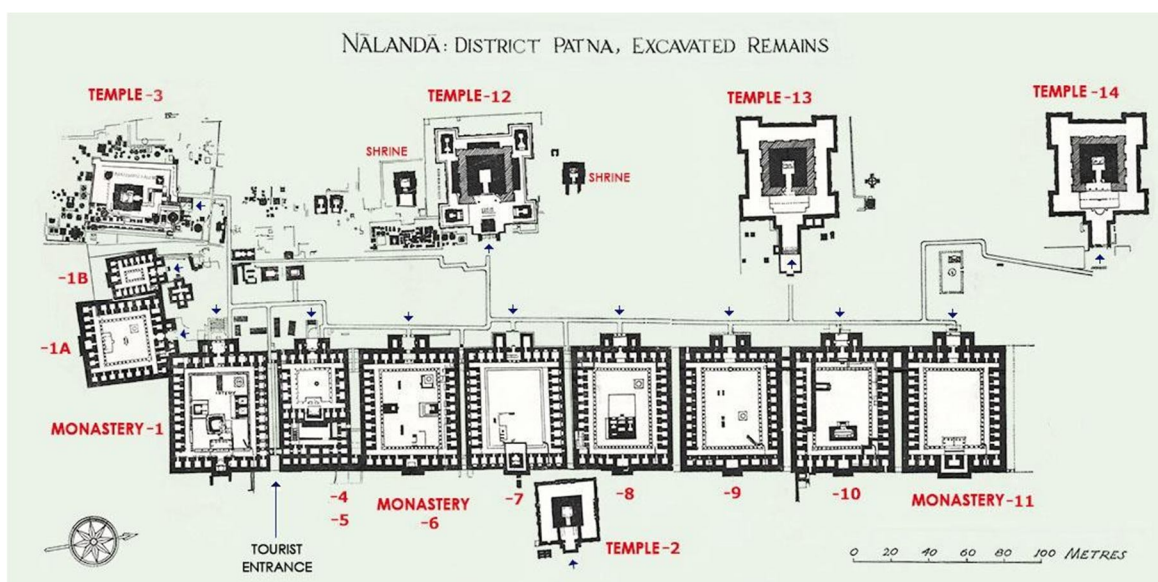 NĀLANDĀ: DISTRICT PATNA, EXCAVATED REMAINS
TEMPLE -3
TEMPLE -12
TEMPLE -13
TEMPLE -14
SHRINE
SHRINE
-1B
-1A
MONASTERY -1
-4
-5
MONASTERY
-6
-7
-8
-9
-10
MONASTERY -11
TEMPLE -2
TOURIST
ENTRANCE
0 20 40 60 80 100 METRES